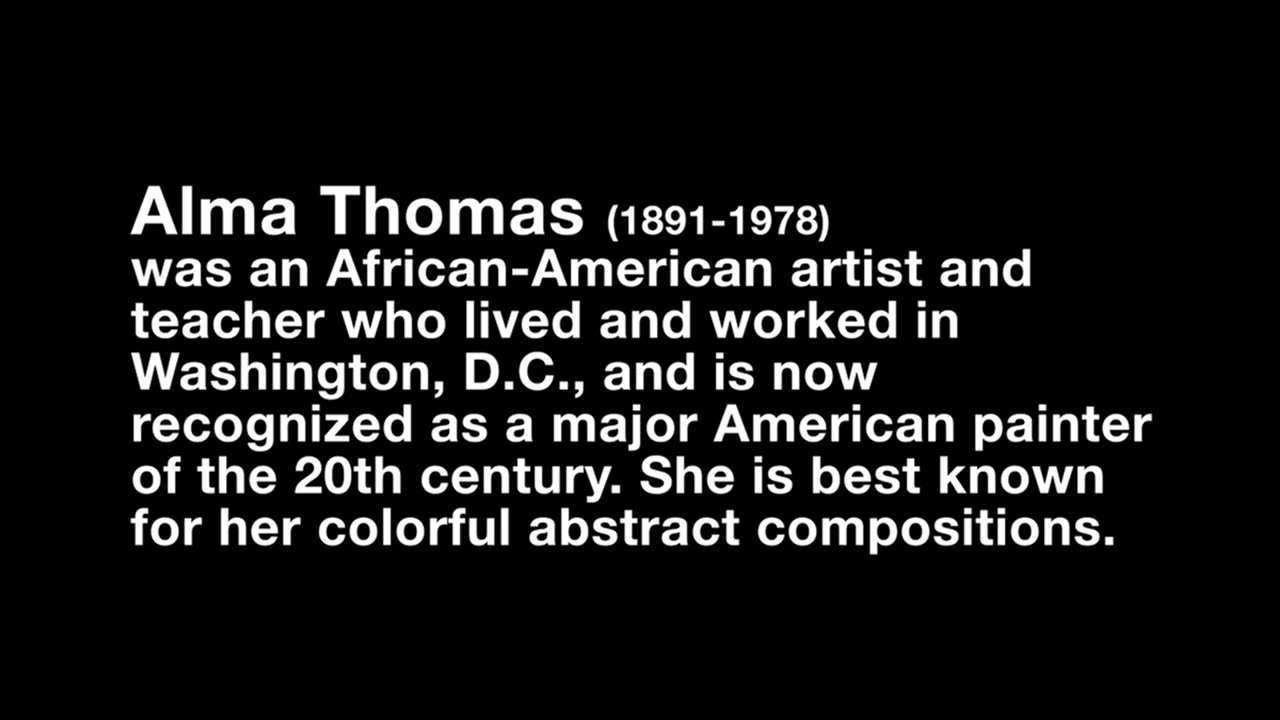 Alma Thomas (1891-1978)
was an African-American artist and
teacher who lived and worked in
Washington, D.C., and is now
recognized as a major American painter
of the 20th century. She is best known
for her colorful abstract compositions.